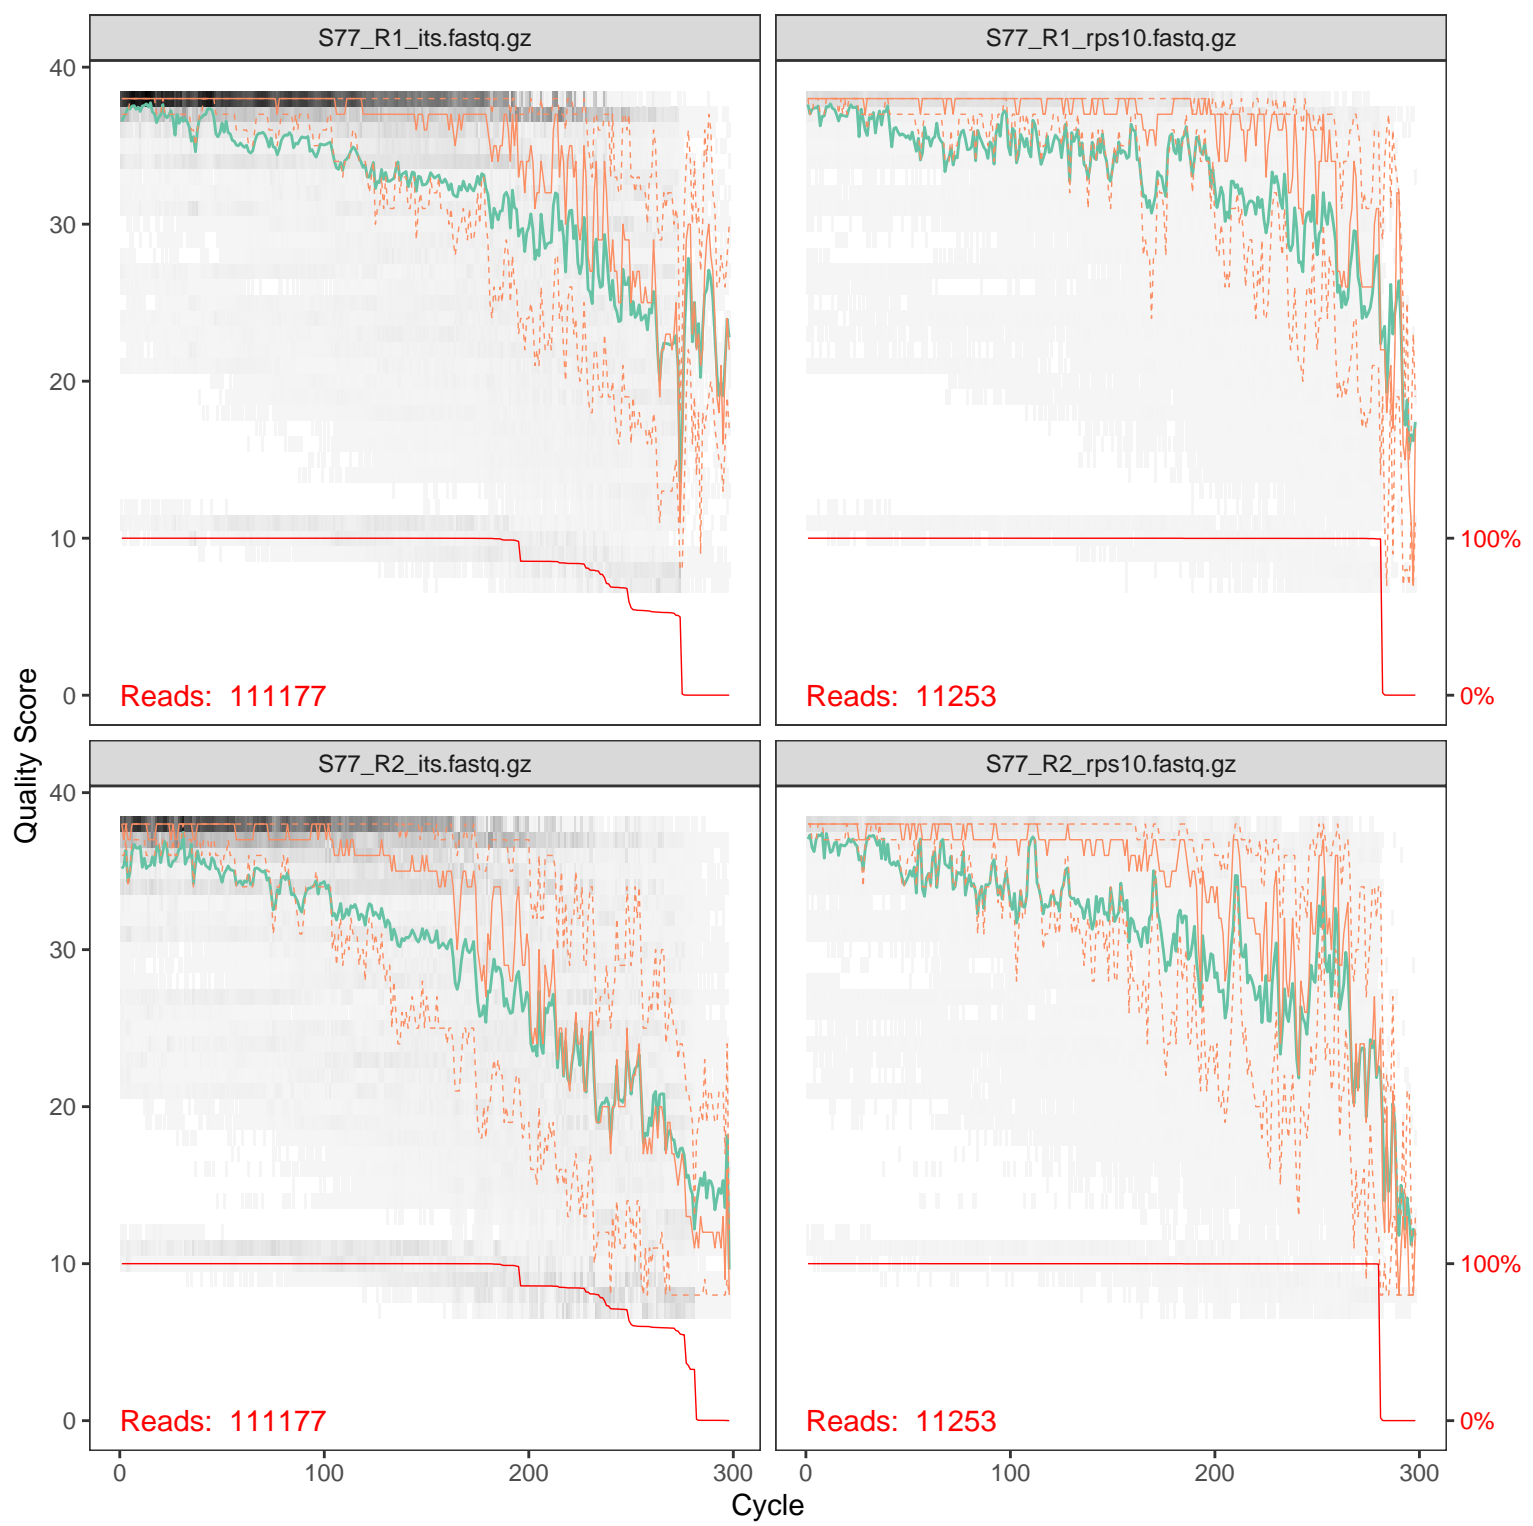 S77_R1_its.fastq.gz
S77_R1_rps10.fastq.gz
40
30
20
10
0
100%
0%
Reads: 111177
Reads: 11253
Quality Score
S77_R2_its.fastq.gz
S77_R2_rps10.fastq.gz
40
30
20
10
0
100%
0%
Reads: 111177
Reads: 11253
0 100 200 300
0 100 200 300
Cycle